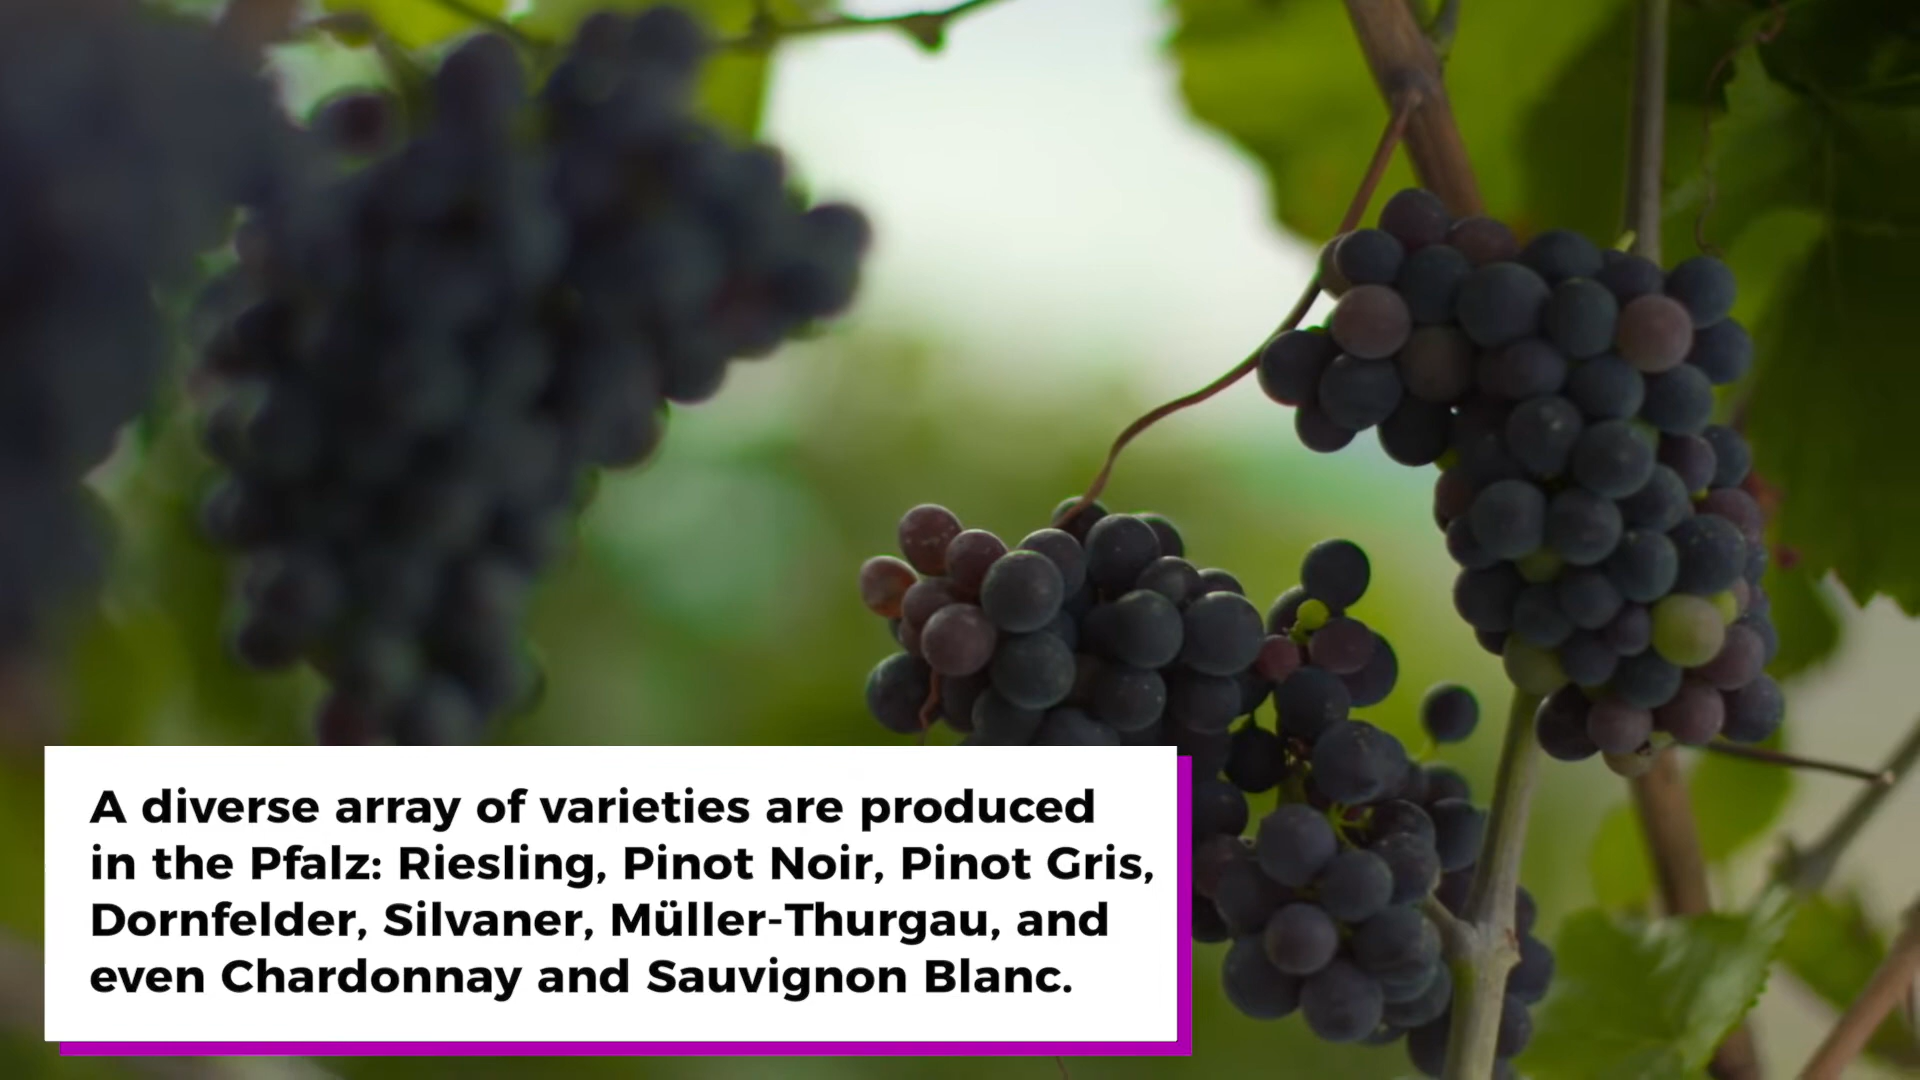 A diverse array of varieties are produced
in the Pfalz: Riesling, Pinot Noir, Pinot Gris,
Dornfelder, Silvaner, Müller-Thurgau, and
even Chardonnay and Sauvignon Blanc.